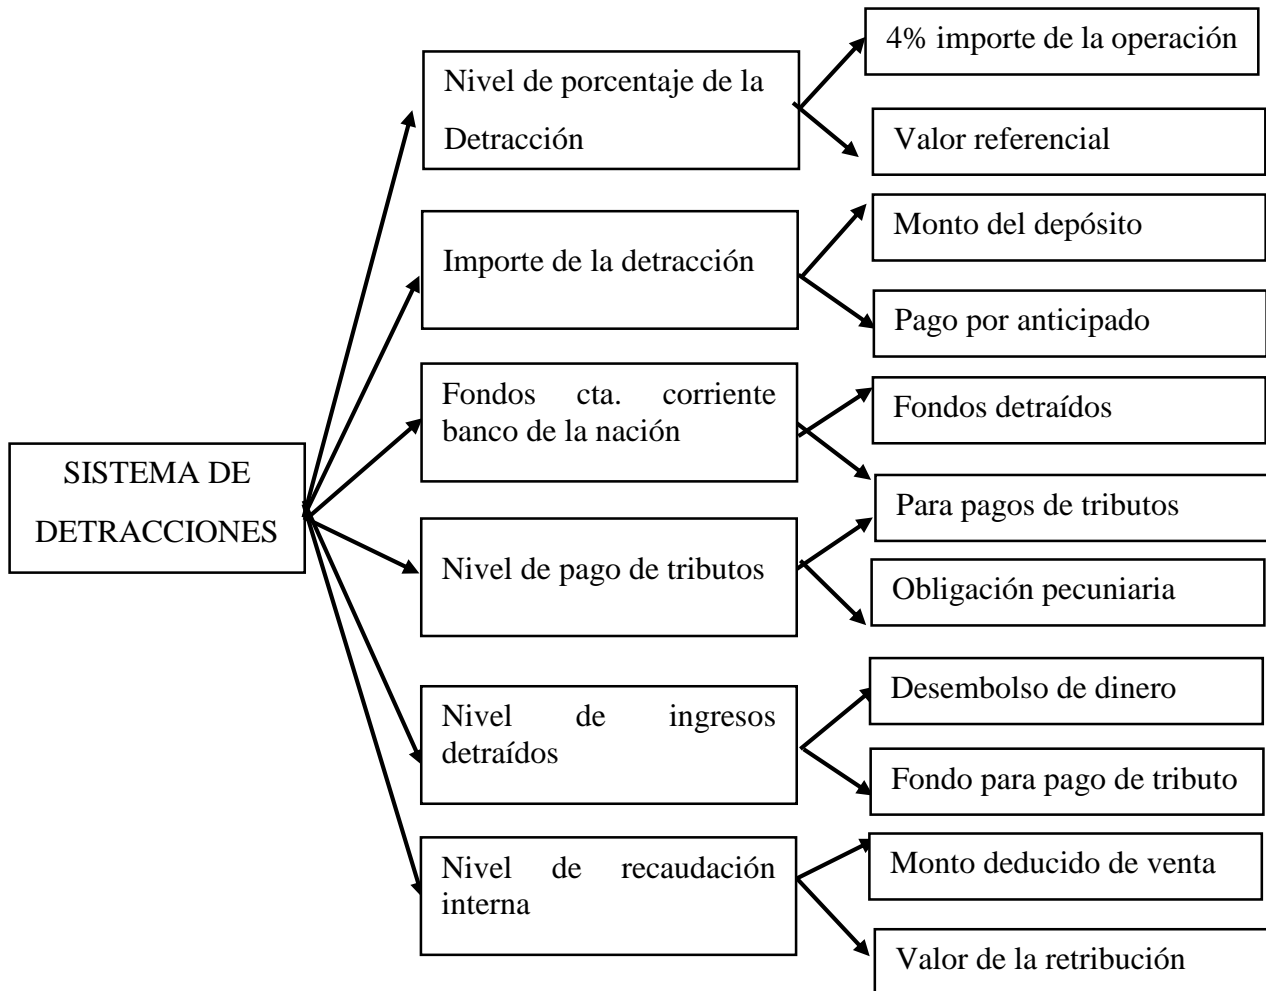 4% importe de la operación
Nivel de porcentaje de la
Detracción
Valor referencial
Monto del depósito
Importe de la detracción
Pago por anticipado
Fondos cta. corriente
banco de la nación
Fondos detraídos
SISTEMA DE
DETRACCIONES
Para pagos de tributos
Nivel de pago de tributos
Obligación pecuniaria
Desembolso de dinero
Nivel de ingresos
detraídos
Fondo para pago de tributo
Monto deducido de venta
Nivel de recaudación
interna
Valor de la retribución